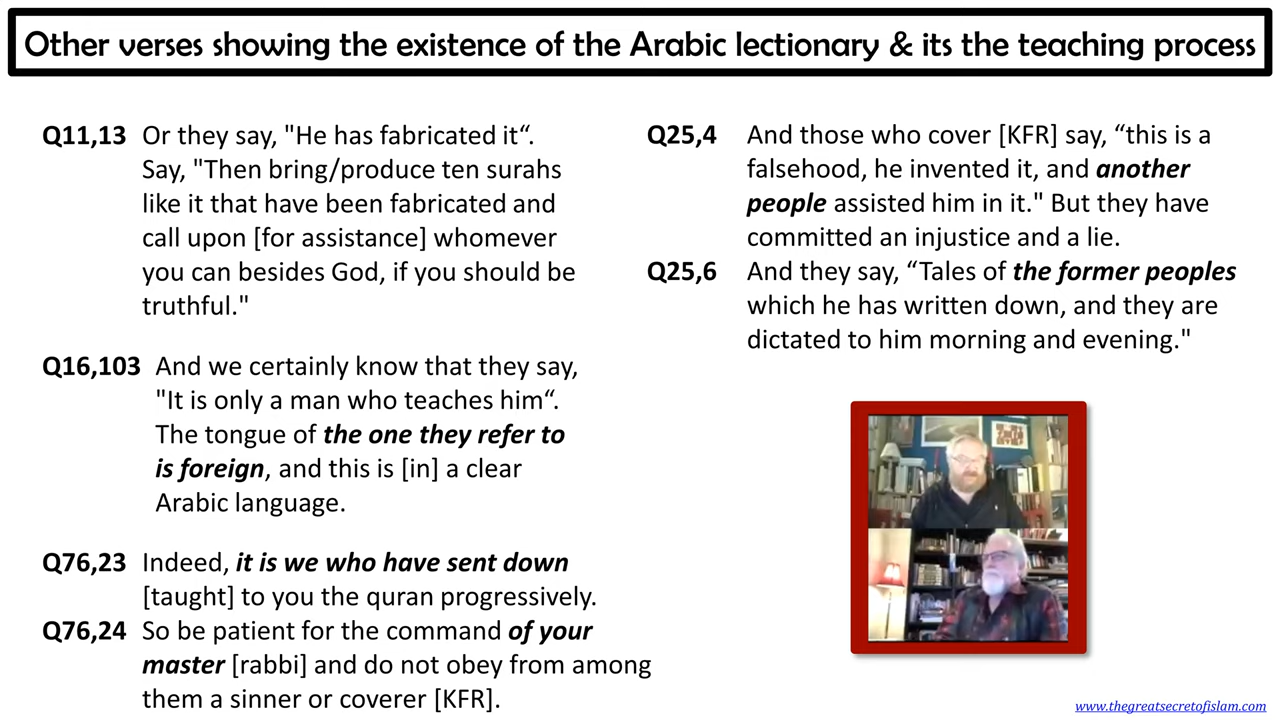 Other verses showing the existence of the Arabic lectionary & its the teaching process
Q11,13 Or they say, "He has fabricated it“.
Say, "Then bring/produce ten surahs
like it that have been fabricated and
call upon [for assistance] whomever
you can besides God, if you should be
truthful."
Q16,103 And we certainly know that they say,
"It is only a man who teaches him“.
The tongue of the one they refer to
is foreign, and this is [in] a clear
Arabic language.
Q76,23 Indeed, it is we who have sent down
[taught] to you the quran progressively.
Q76,24 So be patient for the command of your
master [rabbi] and do not obey from among
them a sinner or coverer [KFR].
Q25,4 And those who cover [KFR] say, “this is a
falsehood, he invented it, and another
people assisted him in it." But they have
committed an injustice and a lie.
Q25,6 And they say, “Tales of the former peoples
which he has written down, and they are
dictated to him morning and evening."
www.thegreatsecretofislam.com